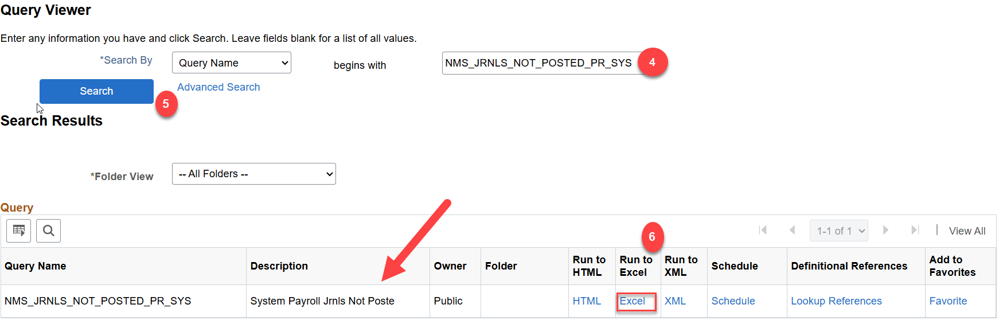 Query Viewer
Enter any information you have and click Search. Leave fields blank for a list of all values.
*Search By Query Name begins with NMS_JRNLS_NOT_POSTED_PR_SYS 4
Search 5 Advanced Search
Search Results
*Folder View -- All Folders --
Query
1-1 of 1 View All
6
Query Name Description Owner Folder Run to HTML Run to Excel Run to XML Schedule Definitional References Add to Favorites
NMS_JRNLS_NOT_POSTED_PR_SYS System Payroll Jrnls Not Poste Public HTML Excel XML Schedule Lookup References Favorite